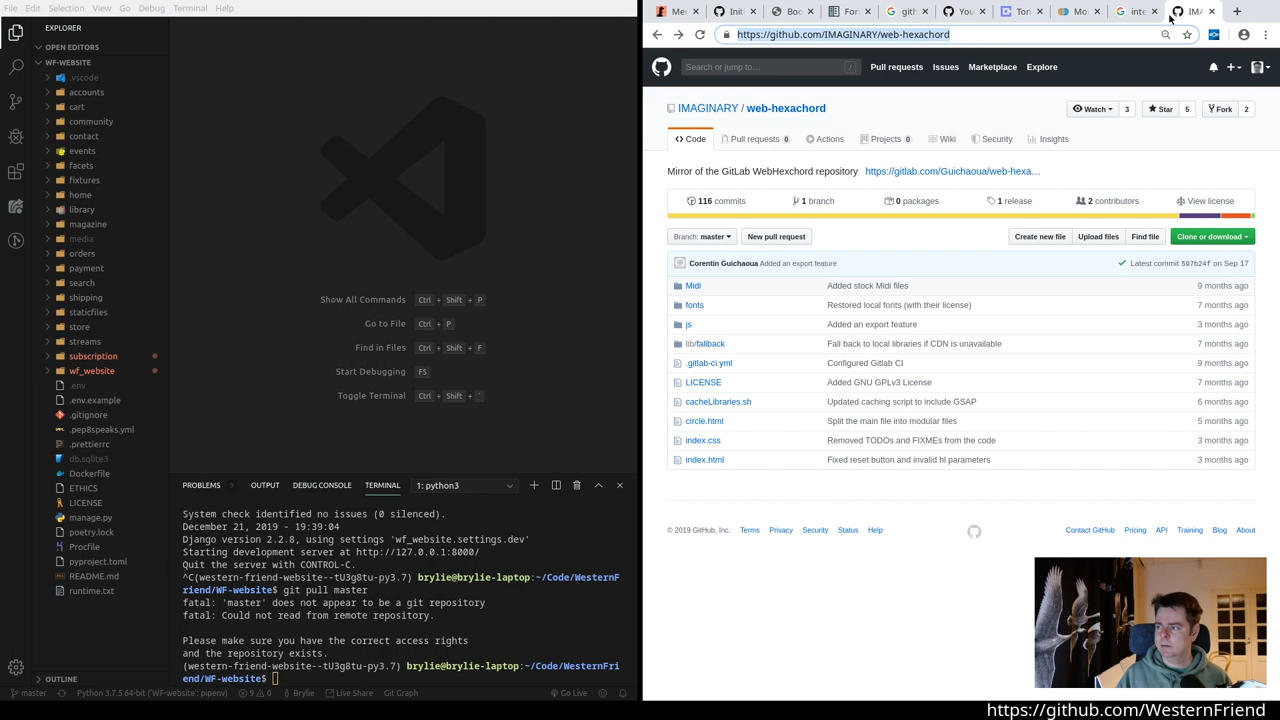 File Edit Selection View Go Debug Terminal Help
EXPLORER
OPEN EDITORS
WF-WEBSITE
.vscode
accounts
cart
community
contact
events
facets
fixtures
home
library
magazine
media
orders
payment
search
shipping
staticfiles
store
streams
subscription
wf_website
.env
.env.example
.gitignore
.pep8speaks.yml
.prettierrc
db.sqlite3
Dockerfile
ETHICS
LICENSE
manage.py
poetry.lock
Procfile
pyproject.toml
README.md
runtime.txt
OUTLINE
Show All Commands Ctrl + Shift + P
Go to File Ctrl + P
Find in Files Ctrl + Shift + F
Start Debugging F5
Toggle Terminal Ctrl + Shift + `
PROBLEMS 9 OUTPUT DEBUG CONSOLE TERMINAL 1: python3
System check identified no issues (0 silenced).
December 21, 2019 - 19:39:04
Django version 2.2.8, using settings 'wf_website.settings.dev'
Starting development server at http://127.0.0.1:8000/
Quit the server with CONTROL-C.
^C(western-friend-website--tU3g8tu-py3.7) brylie@brylie-laptop:~/Code/WesternF
riend/WF-website$ git pull master
fatal: 'master' does not appear to be a git repository
fatal: Could not read from remote repository.
Please make sure you have the correct access rights
and the repository exists.
(western-friend-website--tU3g8tu-py3.7) brylie@brylie-laptop:~/Code/WesternFri
end/WF-website$
master Python 3.7.5 64-bit ('WF-website': pipenv) 9 0 Brylie Live Share Git Graph Go Live
Me Initi Boo For gith You Ton Mo inte IMA
https://github.com/IMAGINARY/web-hexachord
Search or jump to… / Pull requests Issues Marketplace Explore
IMAGINARY / web-hexachord Watch 3 Star 5 Fork 2
Code Pull requests 0 Actions Projects 0 Wiki Security Insights
Mirror of the GitLab WebHexchord repository https://gitlab.com/Guichaoua/web-hexa…
116 commits 1 branch 0 packages 1 release 2 contributors View license
Branch: master New pull request Create new file Upload files Find file Clone or download
Corentin Guichaoua Added an export feature Latest commit 597b24f on Sep 17
Midi Added stock Midi files 9 months ago
fonts Restored local fonts (with their license) 7 months ago
js Added an export feature 3 months ago
lib/fallback Fall back to local libraries if CDN is unavailable 7 months ago
.gitlab-ci.yml Configured Gitlab CI 9 months ago
LICENSE Added GNU GPLv3 License 7 months ago
cacheLibraries.sh Updated caching script to include GSAP 6 months ago
circle.html Split the main file into modular files 5 months ago
index.css Removed TODOs and FIXMEs from the code 3 months ago
index.html Fixed reset button and invalid hl parameters 3 months ago
© 2019 GitHub, Inc. Terms Privacy Security Status Help Contact GitHub Pricing API Training Blog About
https://github.com/WesternFriend